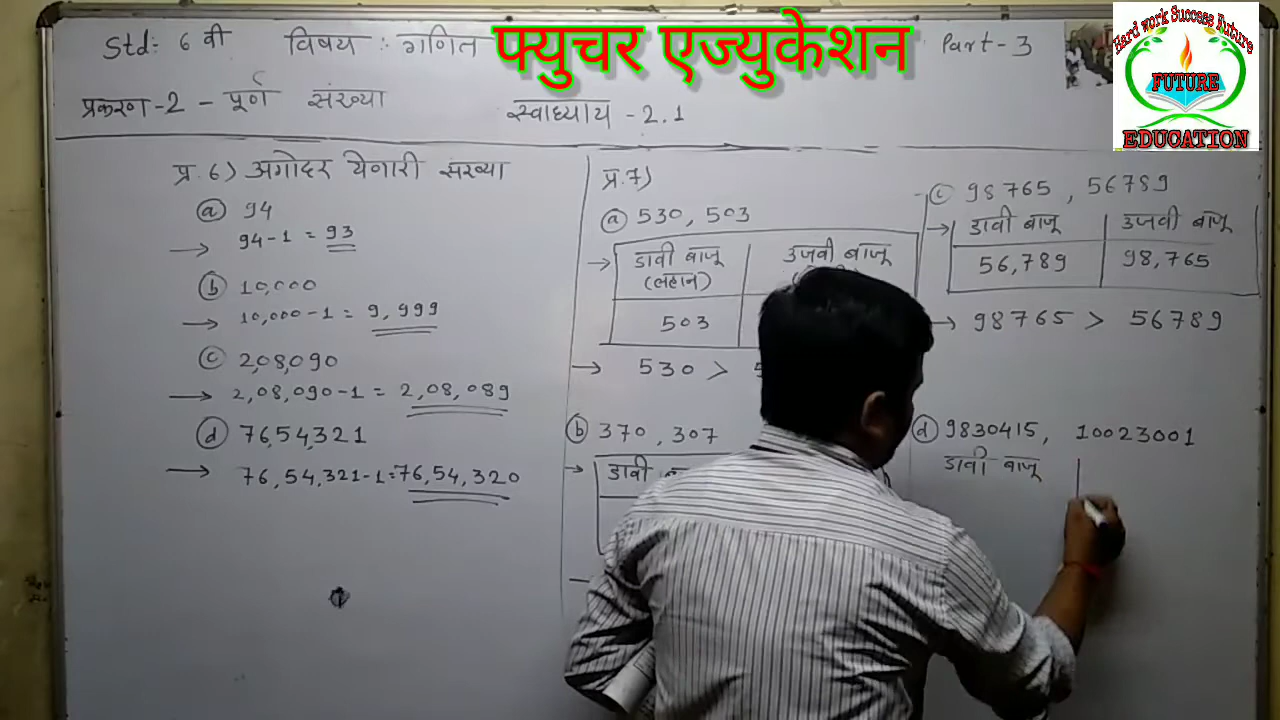 Std: 6 वी विषय : गणित
फ्युचर एज्युकेशन
Part-3
Hard work Success Future
FUTURE
EDUCATION
प्रकरण-2 - पूर्ण संख्या स्वाध्याय - 2.1
प्र. 6) अगोदर येणारी संख्या
(a) 94
→ 94-1 = 93
(b) 10,000
→ 10,000-1 = 9,999
(c) 2,08,090
→ 2,08,090-1 = 2,08,089
(d) 76,54,321
→ 76,54,321-1=76,54,320
प्र.7)
(a) 530, 503
→ डावी बाजू उजवी बाजू
(लहान)
503
→ 530 >
(b) 370, 307
→ डावी
(c) 98765, 56789
→ डावी बाजू उजवी बाजू
56,789 98,765
→ 98765 > 56789
(d) 9830415, 10023001
डावी बाजू